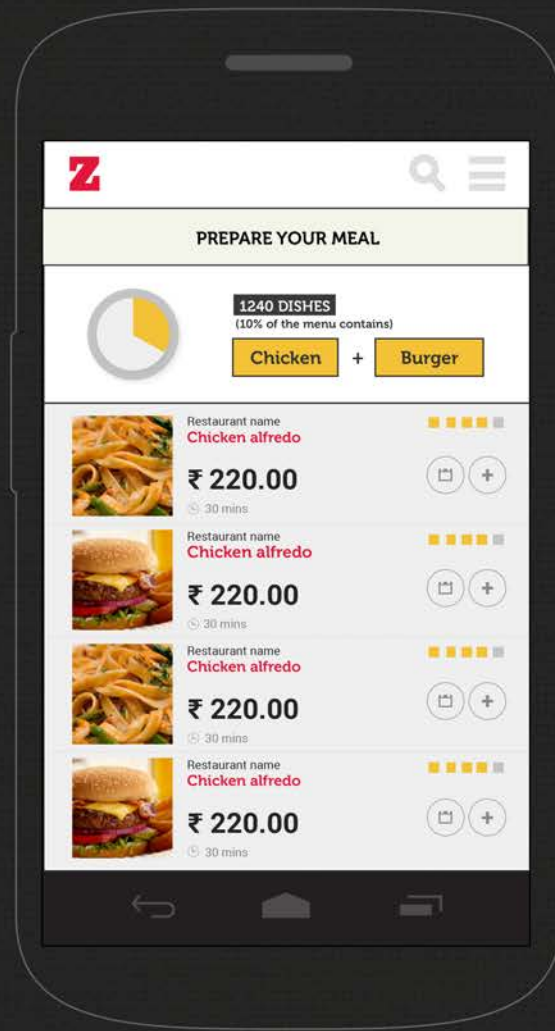 Z
PREPARE YOUR MEAL
1240 DISHES
(10% of the menu contains)
Chicken + Burger
Restaurant name
Chicken alfredo
₹ 220.00
30 mins
Restaurant name
Chicken alfredo
₹ 220.00
30 mins
Restaurant name
Chicken alfredo
₹ 220.00
30 mins
Restaurant name
Chicken alfredo
₹ 220.00
30 mins